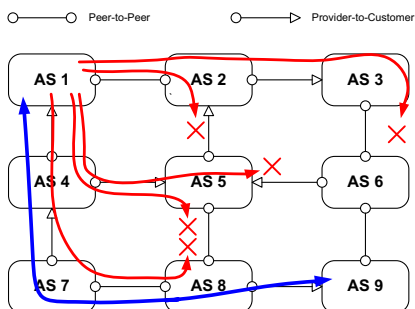 Peer-to-Peer Provider-to-Customer
AS 1 AS 2 AS 3
AS 4 AS 5 AS 6
AS 7 AS 8 AS 9